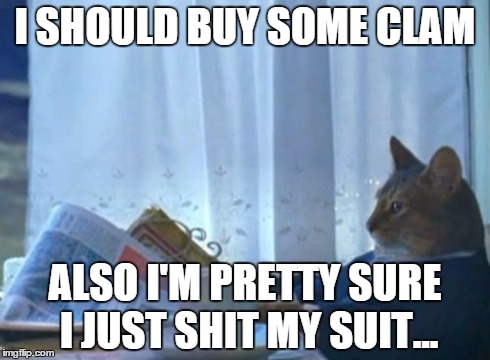 I SHOULD BUY SOME CLAM
ALSO I'M PRETTY SURE
I JUST SHIT MY SUIT...
imgflip.com